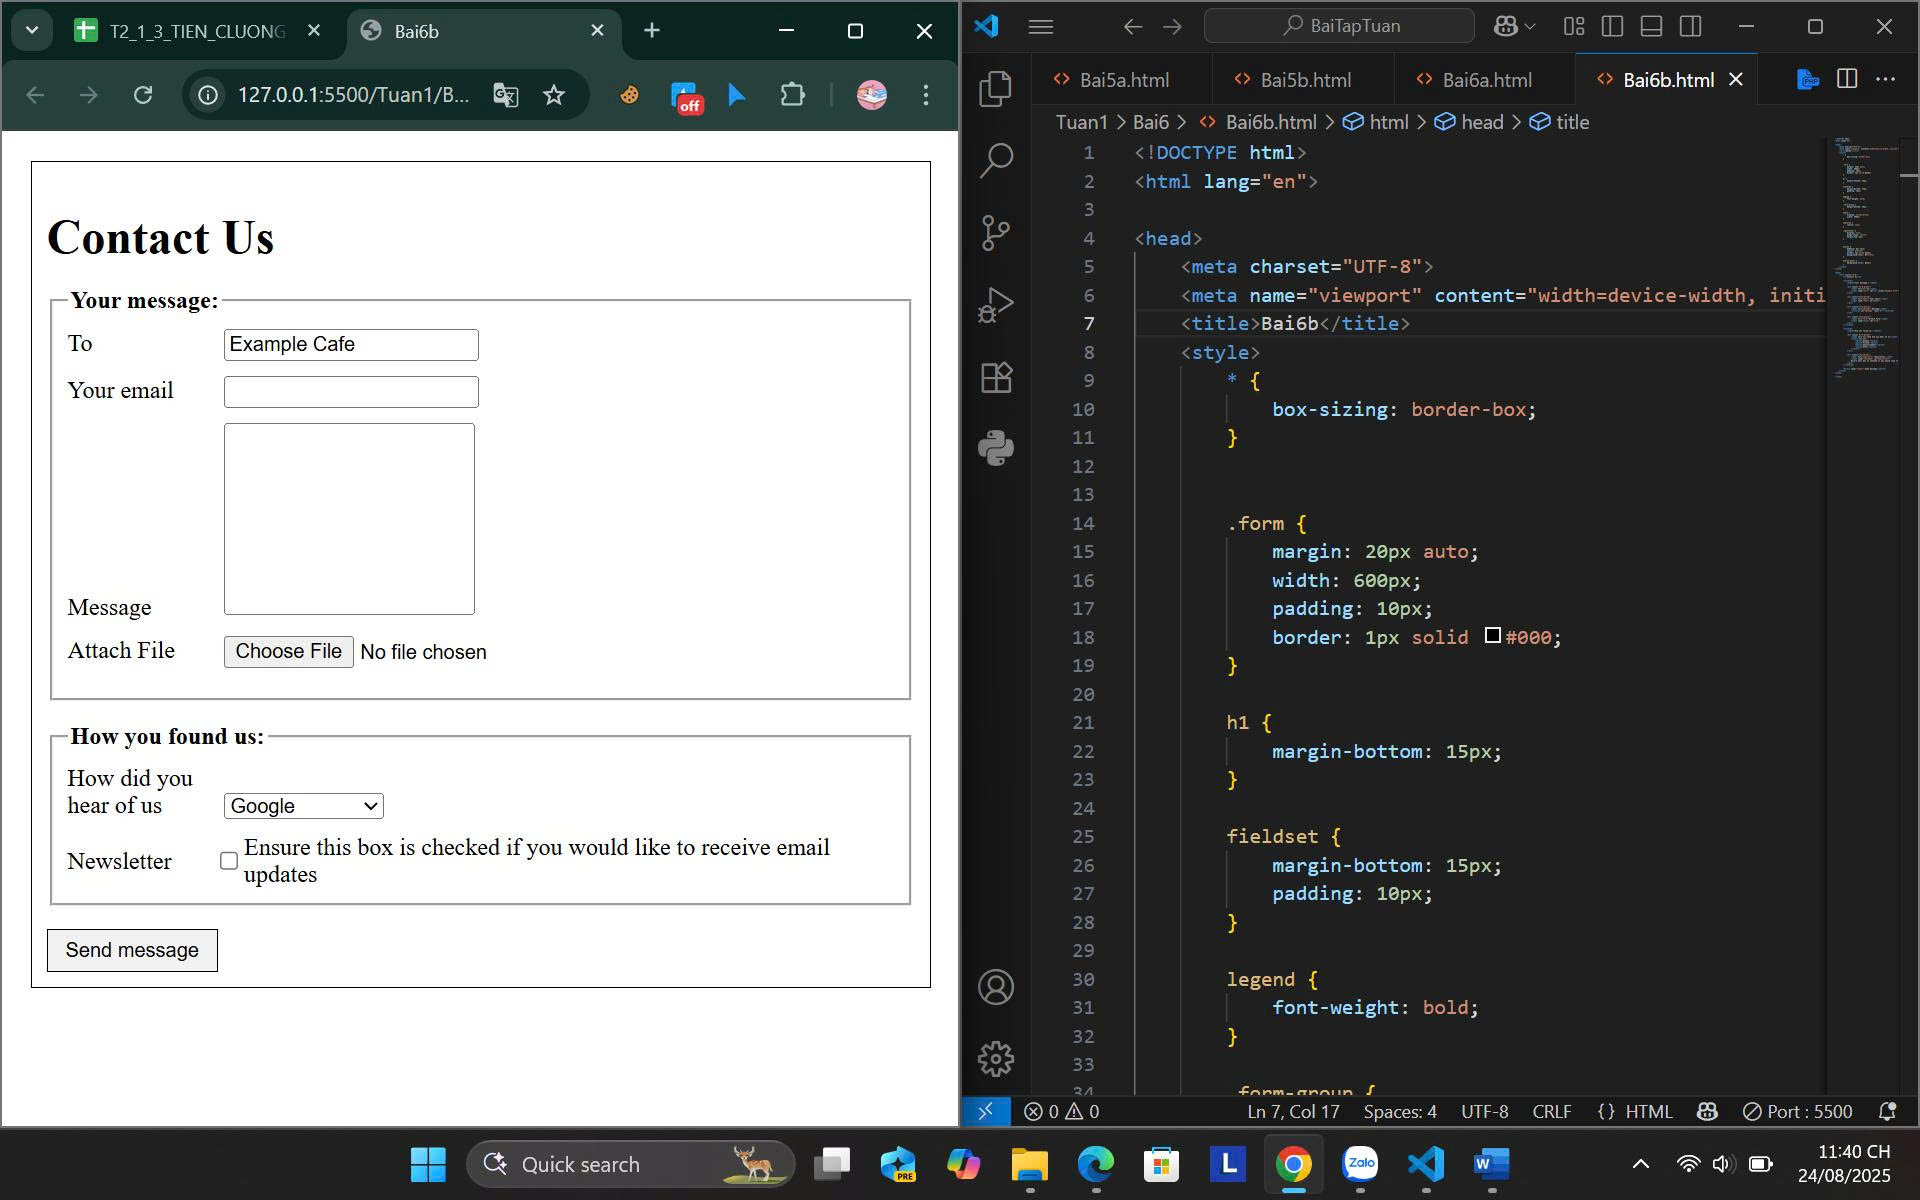 T2_1_3_TIEN_CLUONG
Bai6b
127.0.0.1:5500/Tuan1/B...
off
Contact Us
Your message:
To
Example Cafe
Your email
Message
Attach File
Choose File No file chosen
How you found us:
How did you
hear of us
Google
Newsletter
Ensure this box is checked if you would like to receive email
updates
Send message
BaiTapTuan
Bai5a.html
Bai5b.html
Bai6a.html
Bai6b.html
PHP
Tuan1 > Bai6 > Bai6b.html > html > head > title
1 <!DOCTYPE html>
2 <html lang="en">
3
4 <head>
5 <meta charset="UTF-8">
6 <meta name="viewport" content="width=device-width, initi
7 <title>Bai6b</title>
8 <style>
9 * {
10 box-sizing: border-box;
11 }
12
13
14 .form {
15 margin: 20px auto;
16 width: 600px;
17 padding: 10px;
18 border: 1px solid #000;
19 }
20
21 h1 {
22 margin-bottom: 15px;
23 }
24
25 fieldset {
26 margin-bottom: 15px;
27 padding: 10px;
28 }
29
30 legend {
31 font-weight: bold;
32 }
33
34 .form-group {
0 0
Ln 7, Col 17
Spaces: 4
UTF-8
CRLF
{} HTML
Port : 5500
Quick search
PRE
L
Zalo
W
11:40 CH
24/08/2025